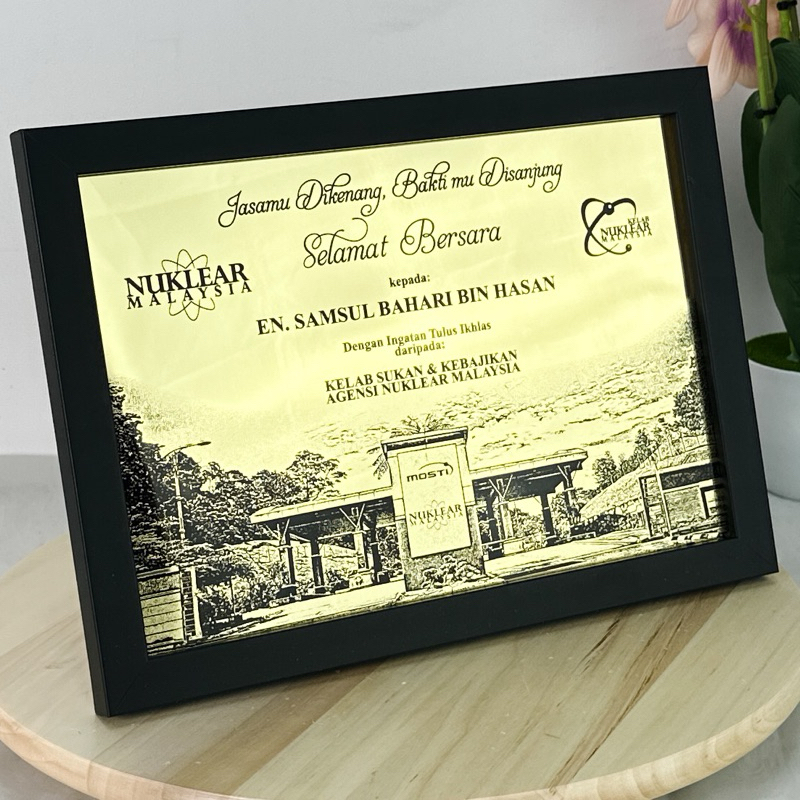 Jasamu Dikenang, Bakti mu Disanjung
Selamat Bersara
KELAB
NUKLEAR
MALAYSIA
NUKLEAR
MALAYSIA
kepada:
EN. SAMSUL BAHARI BIN HASAN
Dengan Ingatan Tulus Ikhlas
daripada:
KELAB SUKAN & KEBAJIKAN
AGENSI NUKLEAR MALAYSIA
MOSTI
NUKLEAR
MALAYSIA